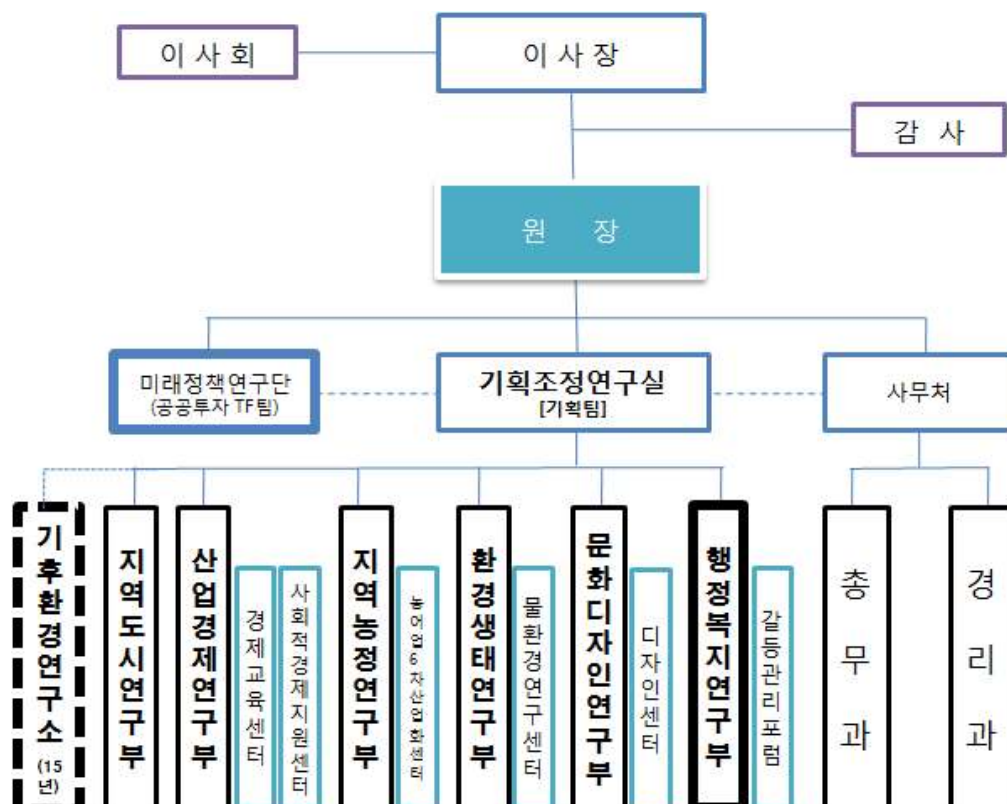 이 사 회
이 사 장
감 사
원 장
미래정책연구단
(공공투자 TF팀)
기획조정연구실
[기획팀]
사무처
기후환경연구소
(15년)
지역도시연구부
산업경제연구부
경제교육센터
사회적경제지원센터
지역농정연구부
농어업6차산업화센터
환경생태연구부
물환경연구센터
문화디자인연구부
디자인센터
행정복지연구부
갈등관리포럼
총무과
경리과